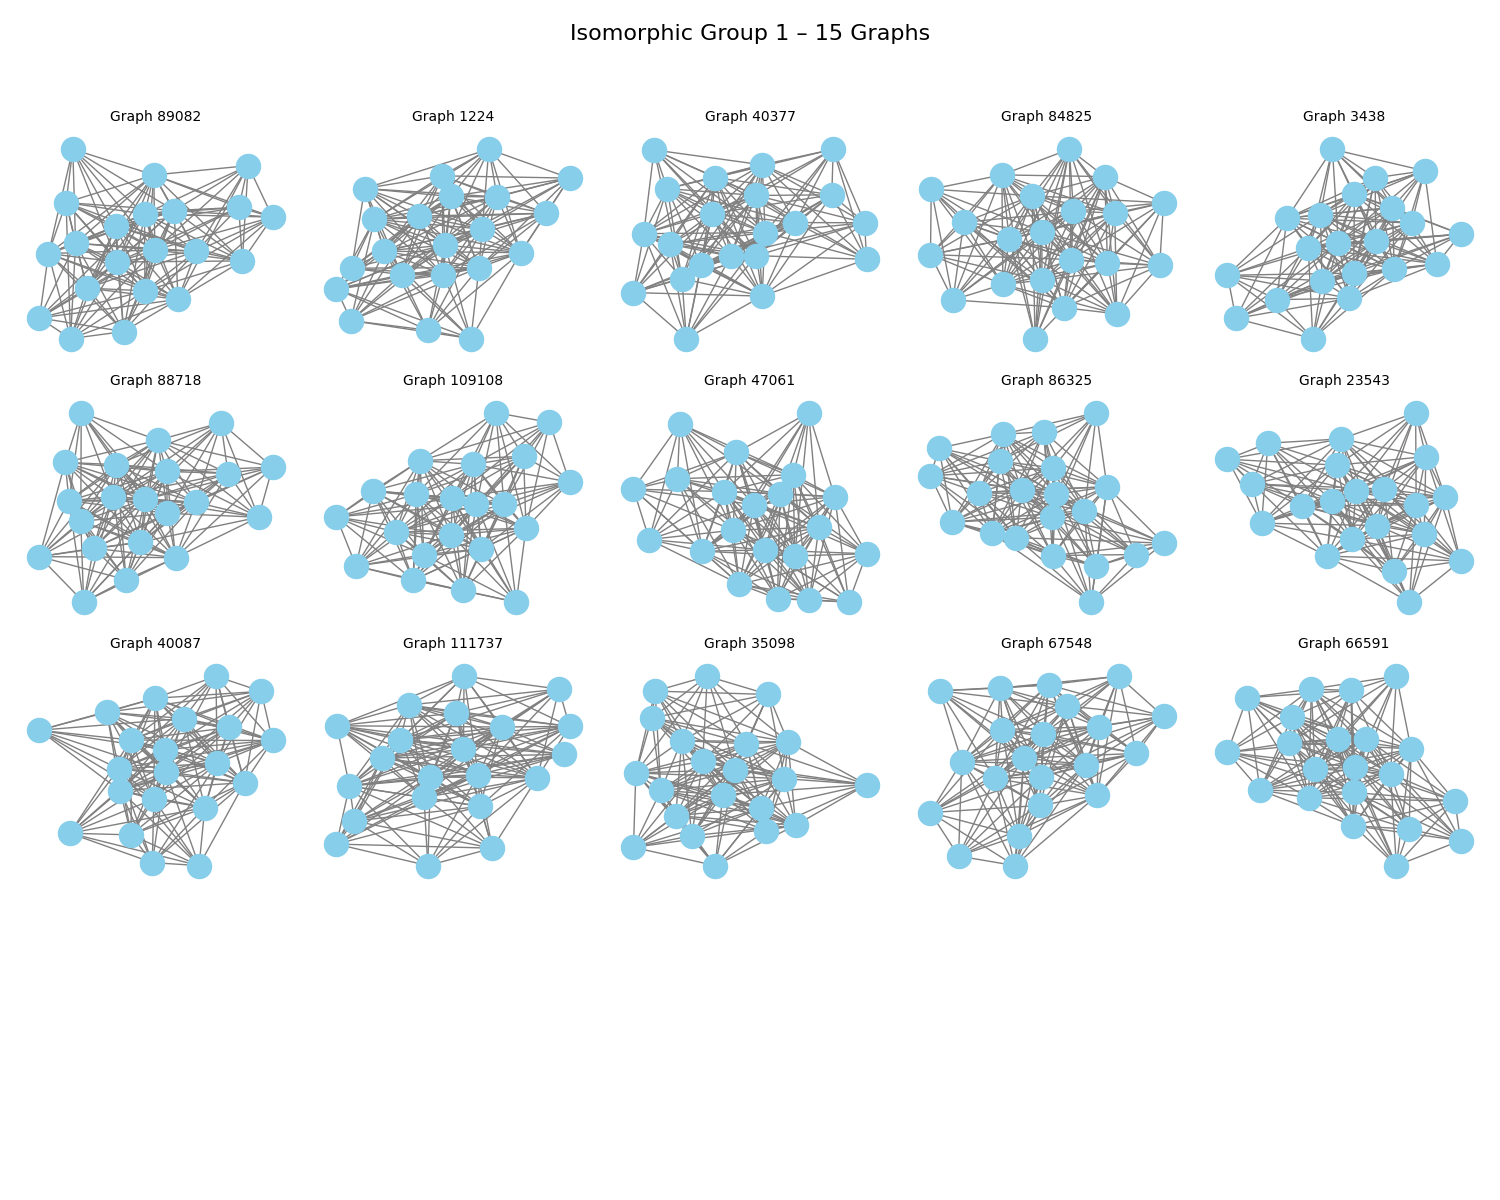 Isomorphic Group 1 – 15 Graphs
Graph 89082
Graph 1224
Graph 40377
Graph 84825
Graph 3438
Graph 88718
Graph 109108
Graph 47061
Graph 86325
Graph 23543
Graph 40087
Graph 111737
Graph 35098
Graph 67548
Graph 66591